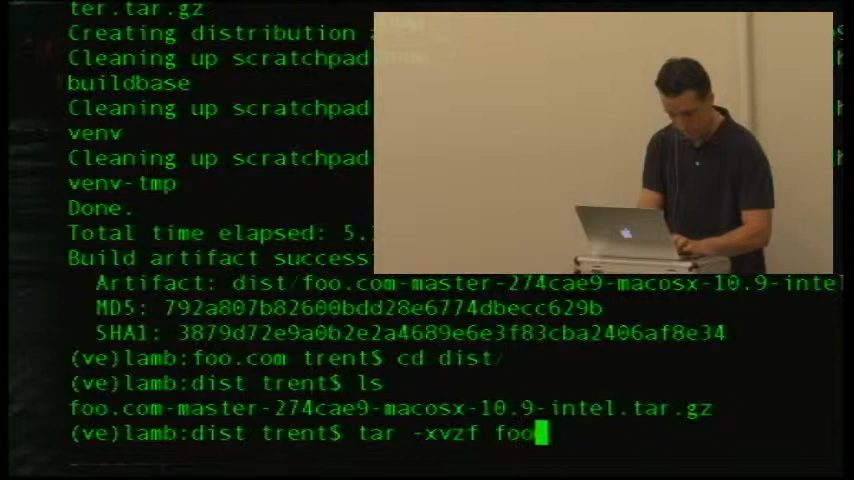 ter.tar.gz
Creating distribution
Cleaning up scratchpad
buildbase
Cleaning up scratchpad
venv
Cleaning up scratchpad
venv-tmp
Done.
Total time elapsed: 5.
Build artifact success
Artifact: dist/foo.com-master-274cae9-macosx-10.9-inte
MD5: 792a807b82600bdd28e6774dbecc629b
SHA1: 3879d72e9a0b2e2a4689e6e3f83cba2406af8e34
(ve)lamb:foo.com trent$ cd dist/
(ve)lamb:dist trent$ ls
foo.com-master-274cae9-macosx-10.9-intel.tar.gz
(ve)lamb:dist trent$ tar -xvzf foo